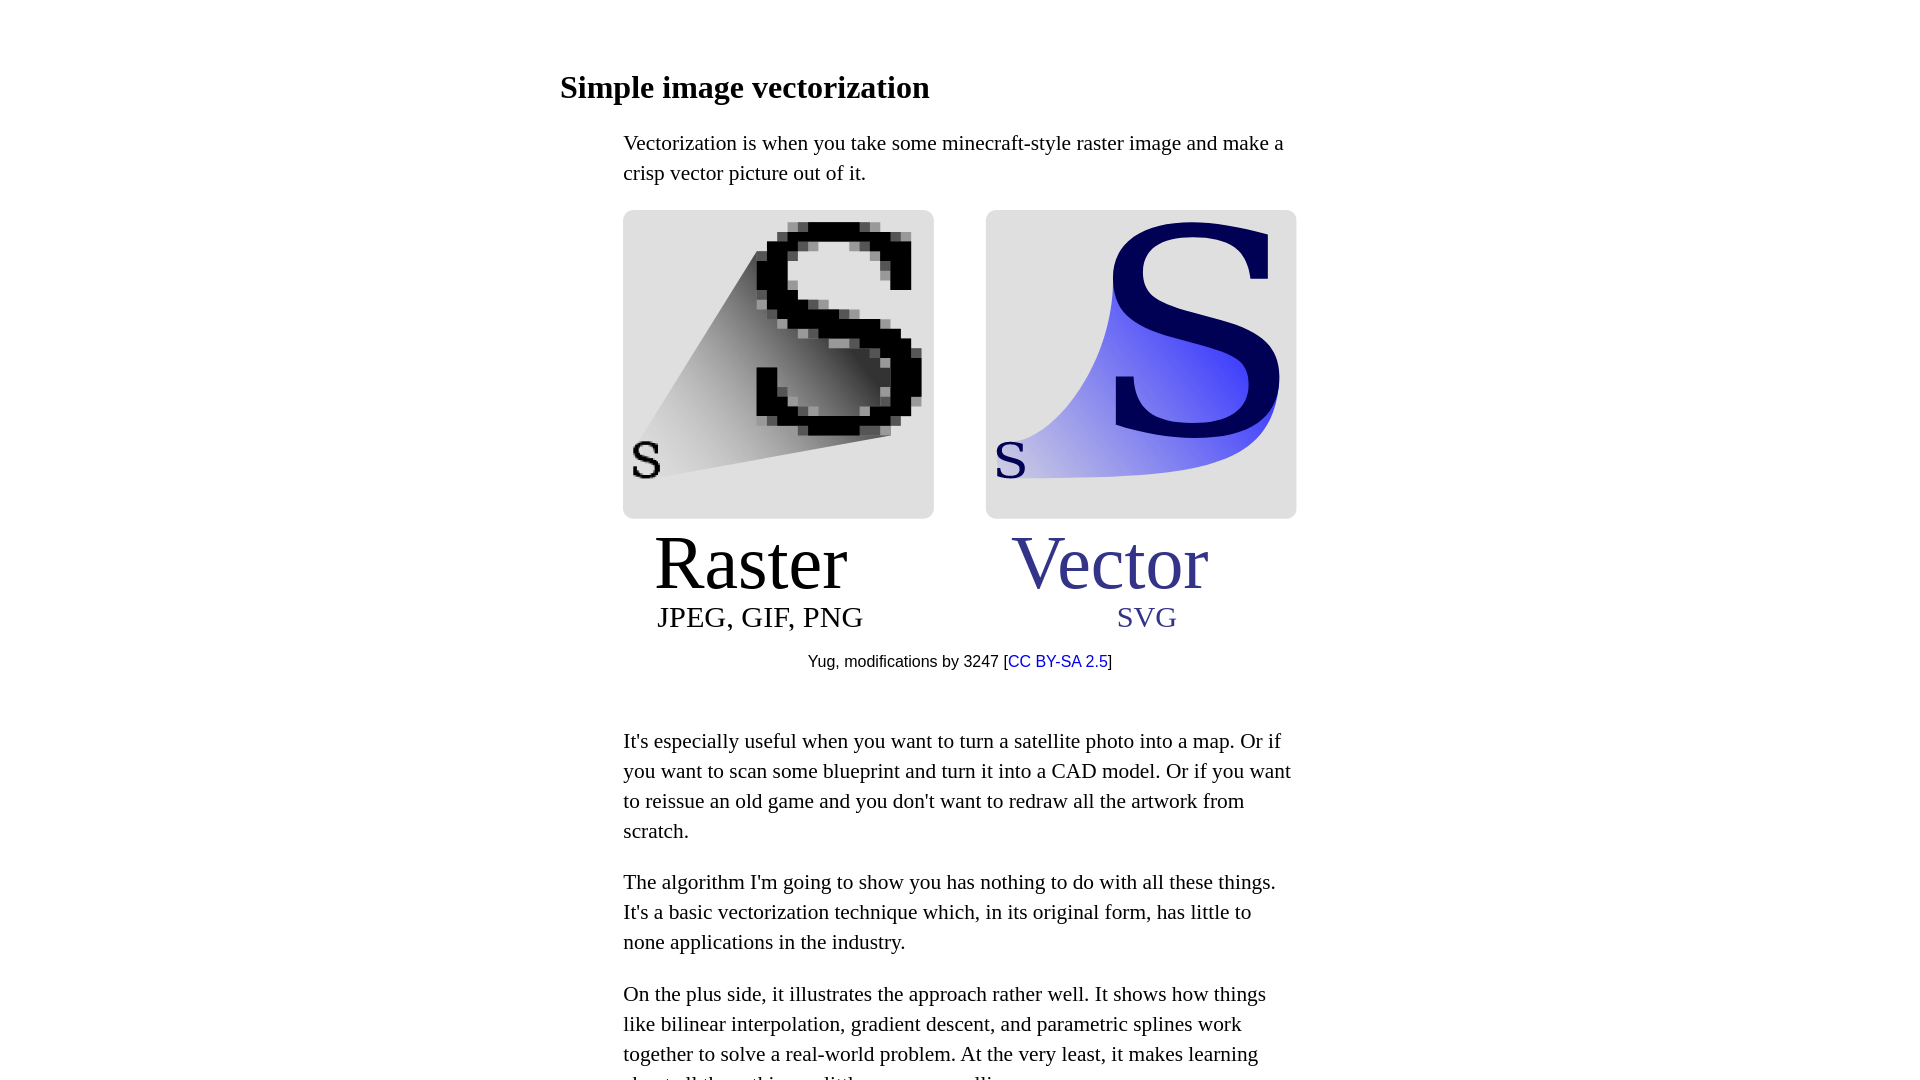 Simple image vectorization
Vectorization is when you take some minecraft-style raster image and make a
crisp vector picture out of it.
S
S
S
S
Raster
Vector
JPEG, GIF, PNG
SVG
Yug, modifications by 3247 [CC BY-SA 2.5]
It's especially useful when you want to turn a satellite photo into a map. Or if
you want to scan some blueprint and turn it into a CAD model. Or if you want
to reissue an old game and you don't want to redraw all the artwork from
scratch.
The algorithm I'm going to show you has nothing to do with all these things.
It's a basic vectorization technique which, in its original form, has little to
none applications in the industry.
On the plus side, it illustrates the approach rather well. It shows how things
like bilinear interpolation, gradient descent, and parametric splines work
together to solve a real-world problem. At the very least, it makes learning